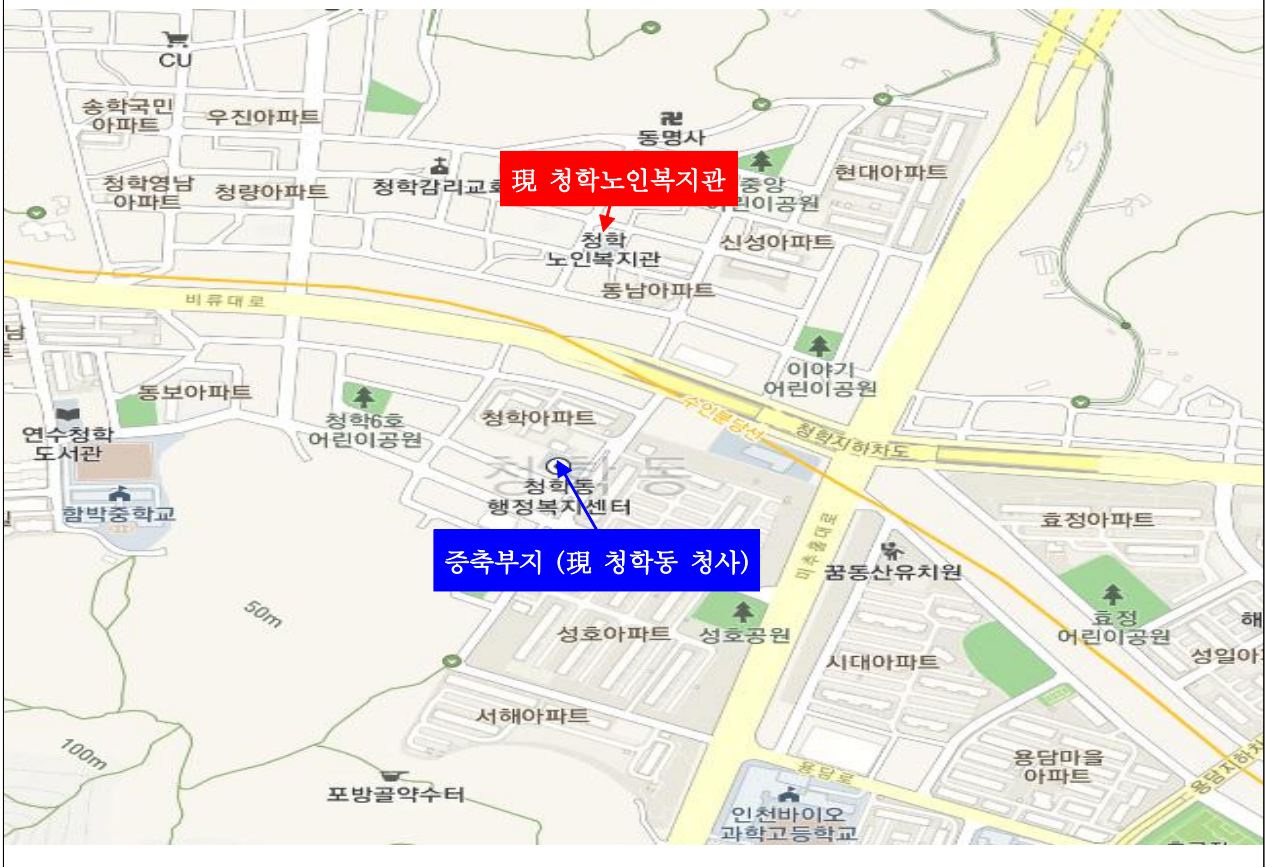 CU
송학국민
아파트
우진아파트
卍
동명사
청학영남
아파트
청량아파트
청학감리교회
現 청학노인복지관
중앙
어린이공원
현대아파트
청학
노인복지관
신성아파트
동남아파트
비류대로
이야기
어린이공원
동보아파트
청학6호
어린이공원
청학아파트
수인분당선
청학지하차도
연수청학
도서관
청학동
청학동
행정복지센터
함박중학교
증축부지 (現 청학동 청사)
미추홀대로
효정아파트
꿈동산유치원
50m
성호아파트
성호공원
효정
어린이공원
해
성일아
시대아파트
서해아파트
100m
용담로
용담마을
아파트
용담지하차
포방골약수터
인천바이오
과학고등학교